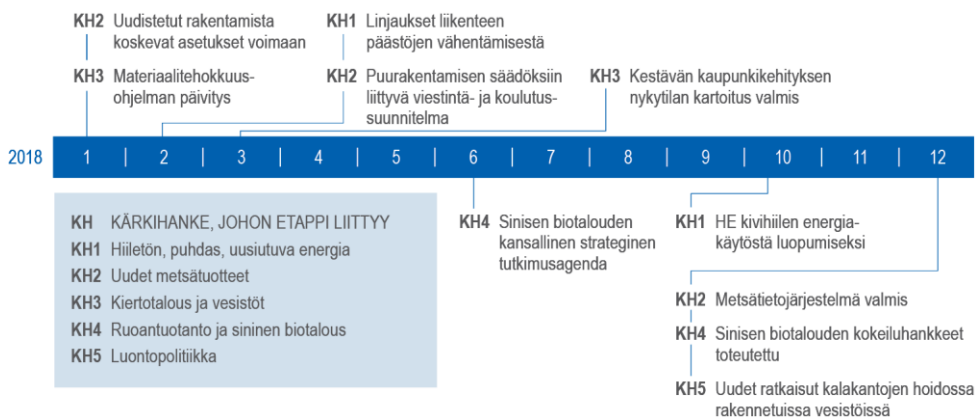 KH2 Uudistetut rakentamista
koskevat asetukset voimaan
KH3 Materiaalitehokkuus-
ohjelman päivitys
KH1 Linjaukset liikenteen
päästöjen vähentämisestä
KH2 Puurakentamisen säädöksiin
liittyvä viestintä- ja koulutus-
suunnitelma
KH3 Kestävän kaupunkikehityksen
nykytilan kartoitus valmis
2018 1 | 2 | 3 | 4 | 5 | 6 | 7 | 8 | 9 | 10 | 11 | 12
KH KÄRKIHANKE, JOHON ETAPPI LIITTYY
KH1 Hiiletön, puhdas, uusiutuva energia
KH2 Uudet metsätuotteet
KH3 Kiertotalous ja vesistöt
KH4 Ruoantuotanto ja sininen biotalous
KH5 Luontopolitiikka
KH4 Sinisen biotalouden
kansallinen strateginen
tutkimusagenda
KH1 HE kivihiilen energia-
käytöstä luopumiseksi
KH2 Metsätietojärjestelmä valmis
KH4 Sinisen biotalouden kokeiluhankkeet
toteutettu
KH5 Uudet ratkaisut kalakantojen hoidossa
rakennetuissa vesistöissä